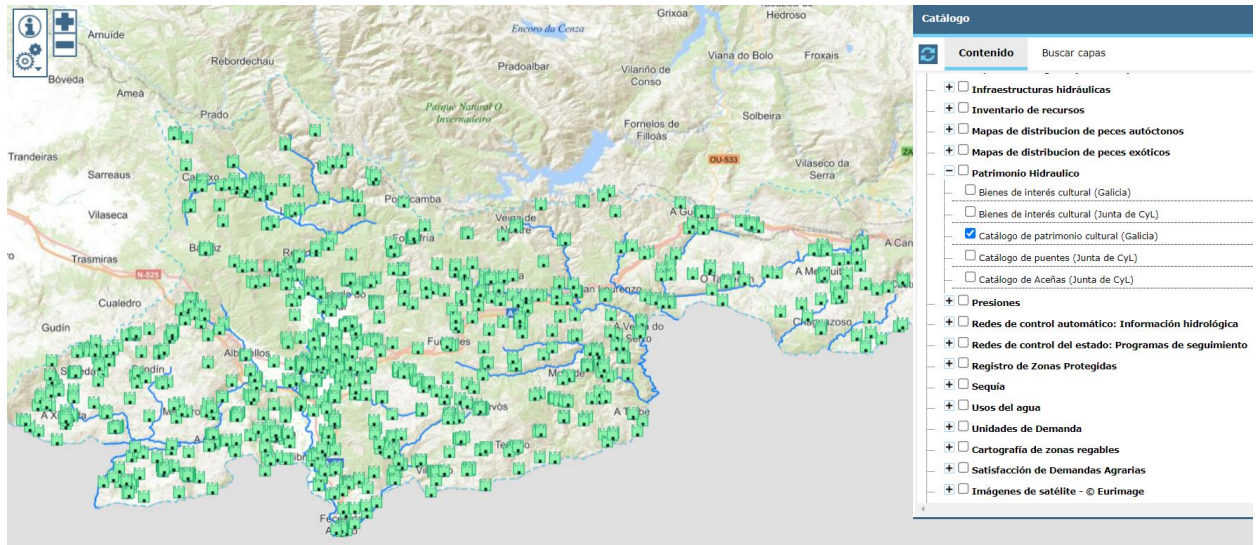 Grixoa
Hedroso
Arnuide
Encoro da Cenza
Rebordechau
Pradoalbar
Viana do Bolo
Froxais
Vilariño de
Conso
Bóveda
Ameá
Prado
Parque Natural O
Invernadeiro
Solbeira
Fornelos de
Filloás
Trandeiras
OU-533
ZA
Vilaseco da
Serra
Sarreaus
Vilaseca
Trasmiras
N-525
A Can
Cualedro
Gudín
Catálogo
Contenido
Buscar capas
Infraestructuras hidráulicas
Inventario de recursos
Mapas de distribucion de peces autóctonos
Mapas de distribucion de peces exóticos
Patrimonio Hidraulico
Bienes de interés cultural (Galicia)
Bienes de interés cultural (Junta de CyL)
Catálogo de patrimonio cultural (Galicia)
Catálogo de puentes (Junta de CyL)
Catálogo de Aceñas (Junta de CyL)
Presiones
Redes de control automático: Información hidrológica
Redes de control del estado: Programas de seguimiento
Registro de Zonas Protegidas
Sequía
Usos del agua
Unidades de Demanda
Cartografía de zonas regables
Satisfacción de Demandas Agrarias
Imágenes de satélite - © Eurimage